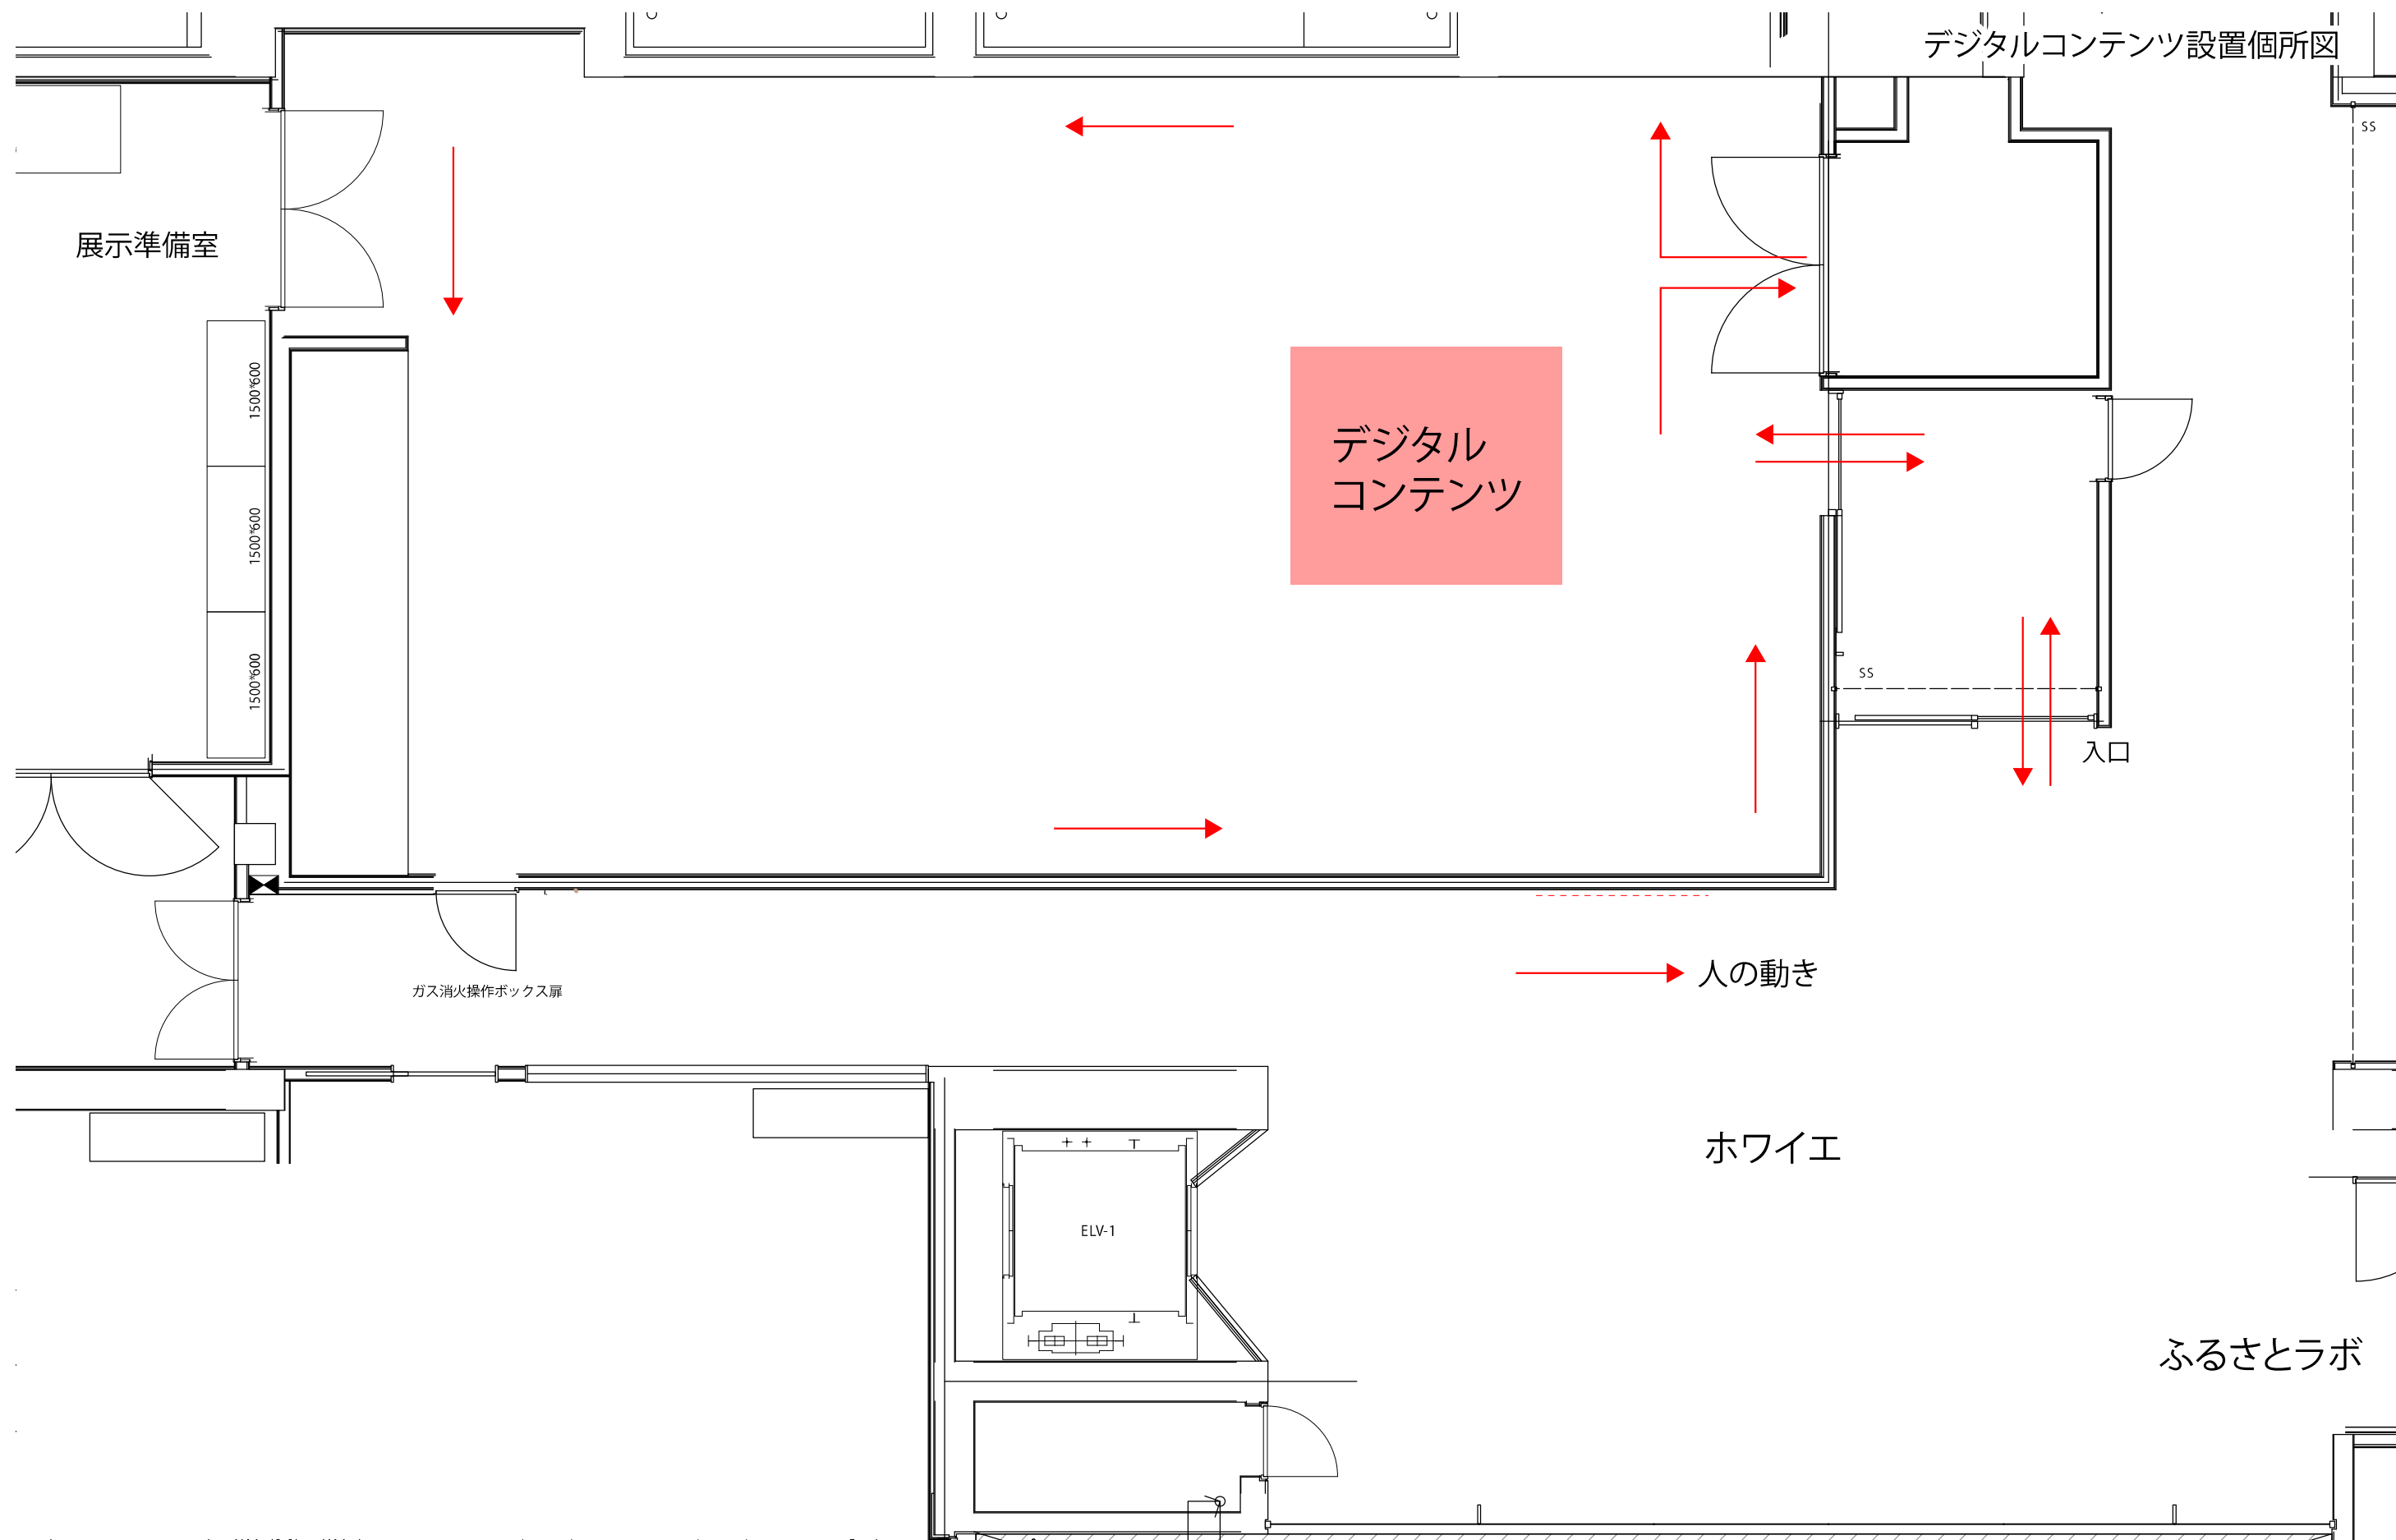 デジタルコンテンツ設置個所図
SS
展示準備室
1500*600
1500*600
1500*600
デジタル
コンテンツ
SS
入口
人の動き
ガス消火操作ボックス扉
ホワイエ
ELV-1
ふるさとラボ